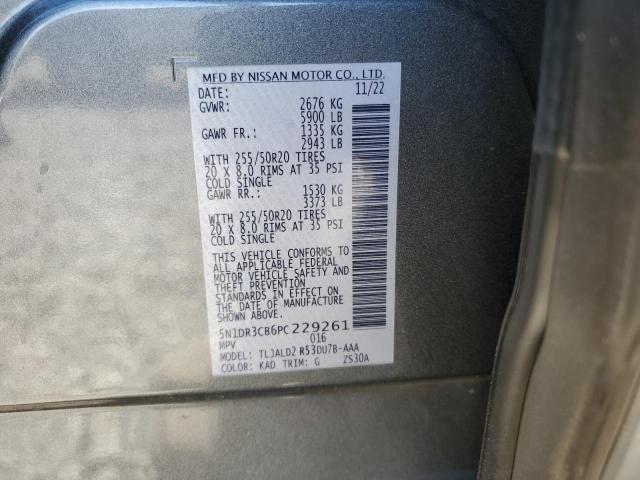 MFD BY NISSAN MOTOR CO., LTD.
DATE: 11/22
GVWR: 2676 KG
5900 LB
GAWR FR.: 1335 KG
2943 LB
WITH 255/50R20 TIRES
20 x 8.0 RIMS AT 35 PSI
COLD SINGLE
GAWR RR.: 1530 KG
3373 LB
WITH 255/50R20 TIRES
20 x 8.0 RIMS AT 35 PSI
COLD SINGLE
THIS VEHICLE CONFORMS TO
ALL APPLICABLE FEDERAL
MOTOR VEHICLE SAFETY AND
THEFT PREVENTION
STANDARDS IN EFFECT ON
THE DATE OF MANUFACTURE
SHOWN ABOVE.
5N1DR3CB6PC229261
MPV 016
MODEL: TLJALD2 R53DU7B-AAA
COLOR: KAD TRIM: G ZS30A